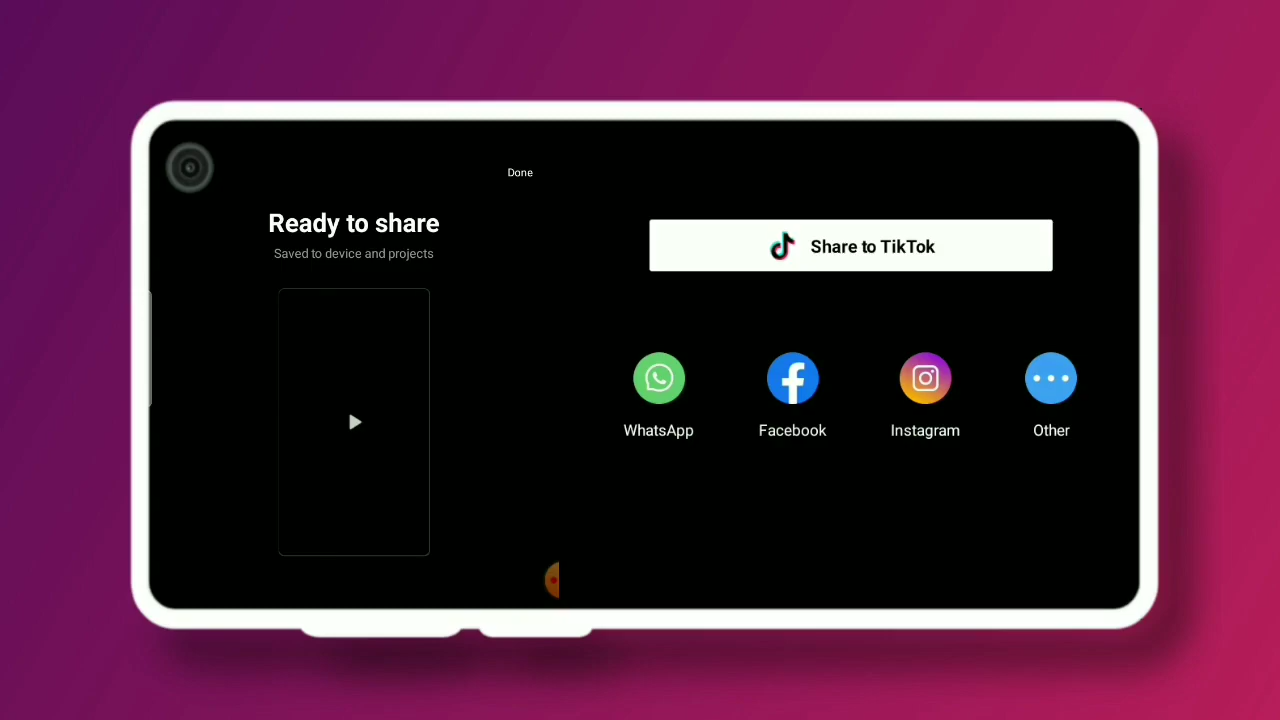 Done
Ready to share
Saved to device and projects
Share to TikTok
WhatsApp
Facebook
Instagram
Other